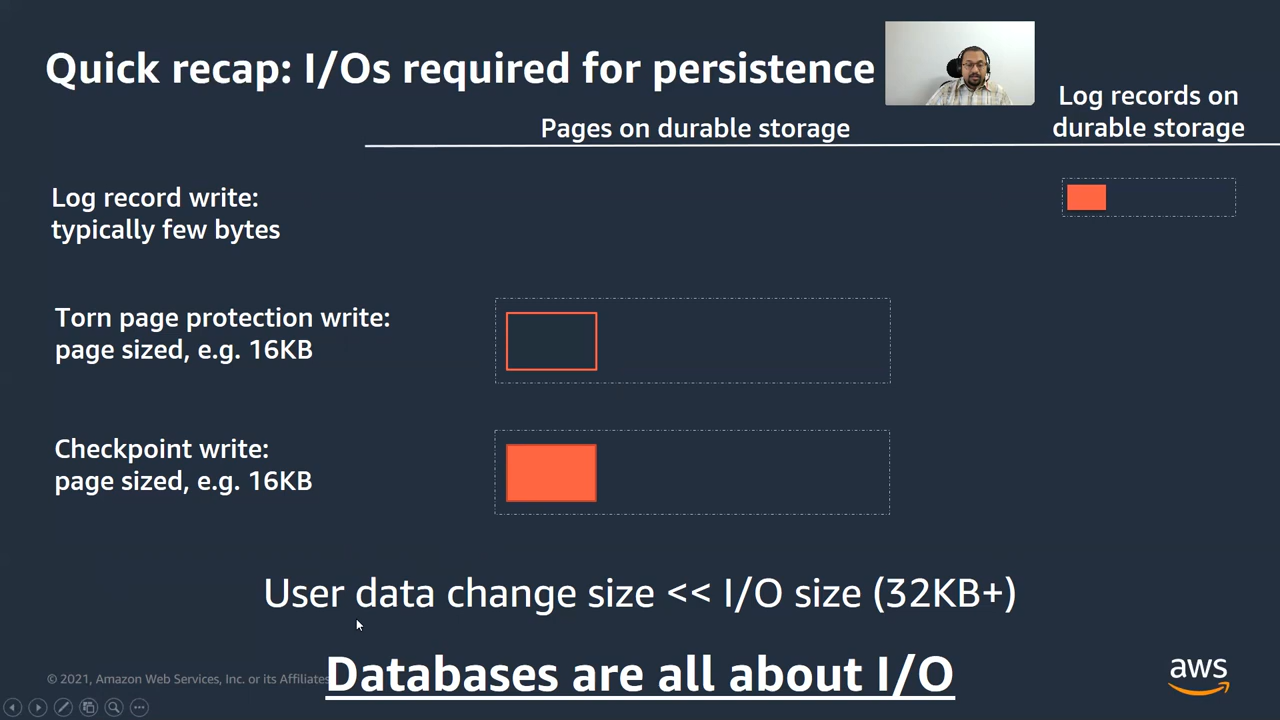 Quick recap: I/Os required for persistence
Pages on durable storage
Log records on
durable storage
Log record write:
typically few bytes
Torn page protection write:
page sized, e.g. 16KB
Checkpoint write:
page sized, e.g. 16KB
User data change size << I/O size (32KB+)
Databases are all about I/O
© 2021, Amazon Web Services, Inc. or its Affiliates
aws